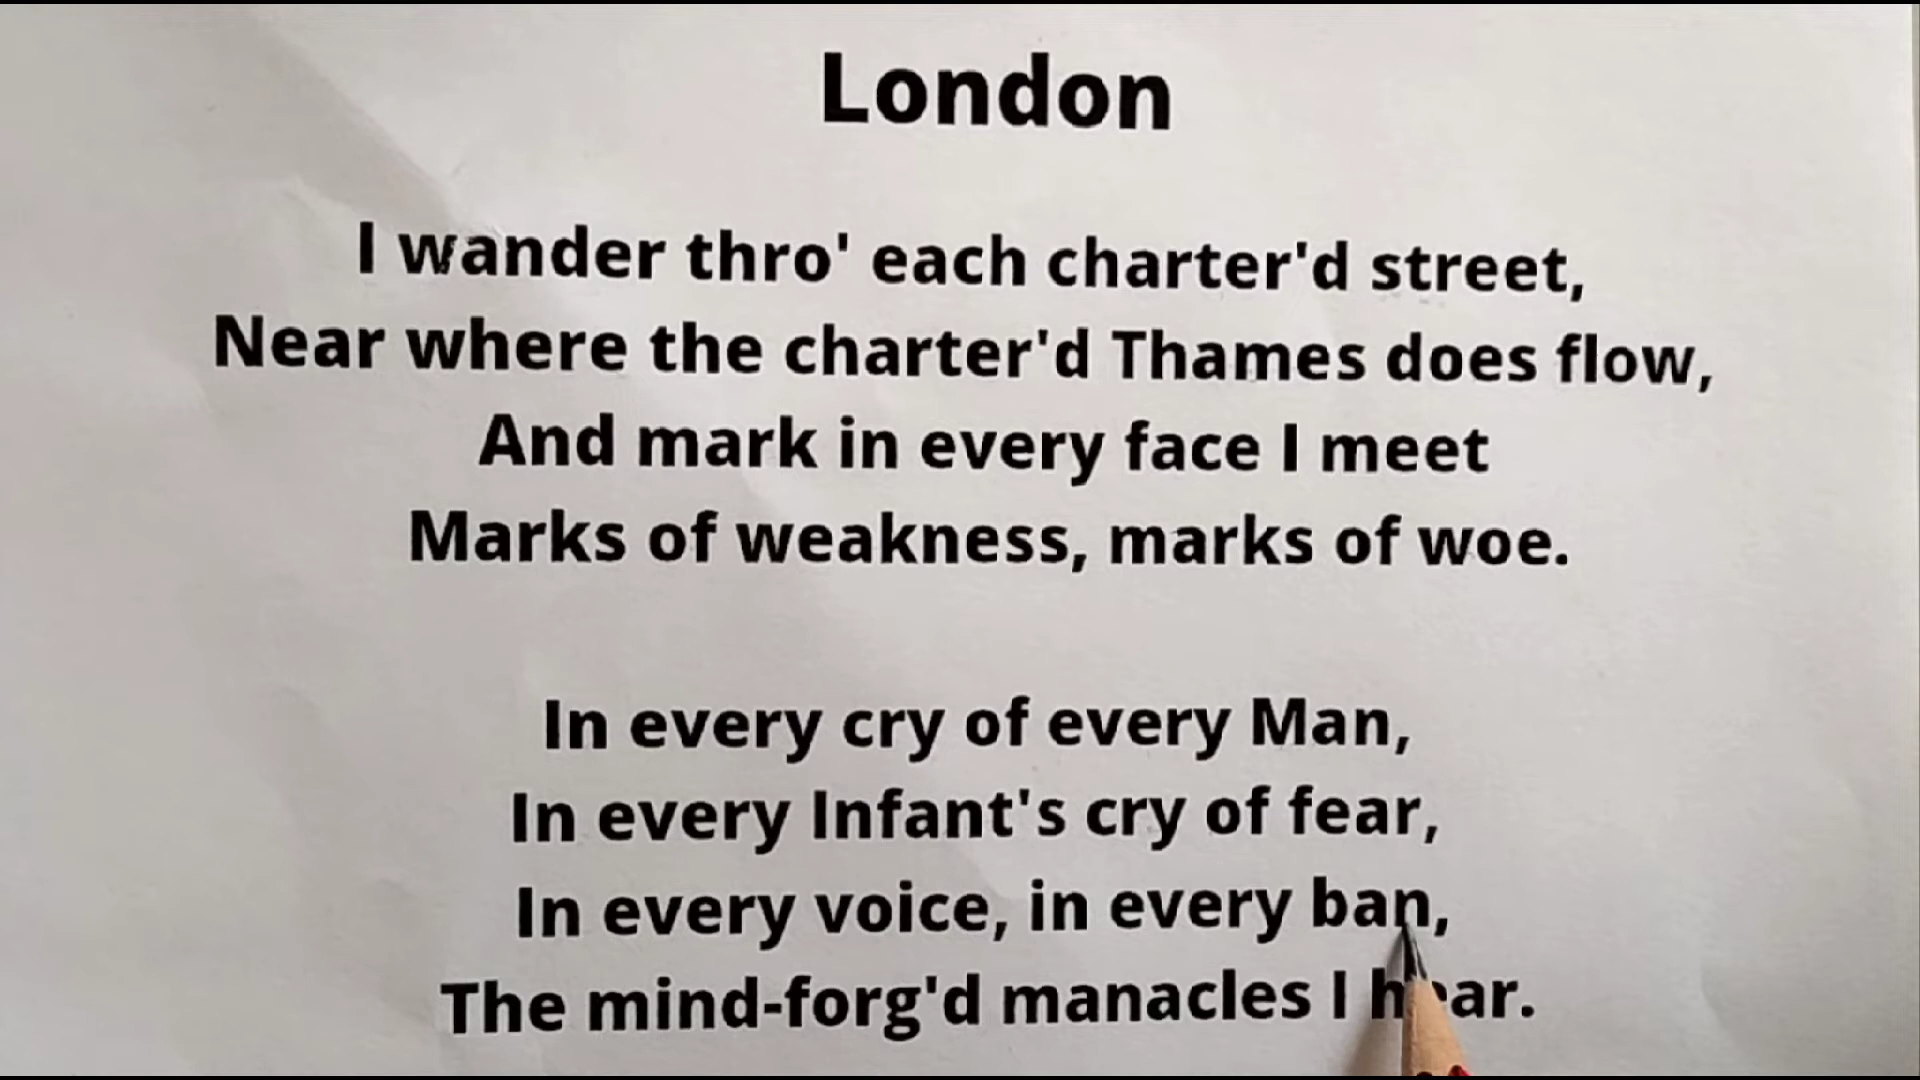 London
I wander thro' each charter'd street,
Near where the charter'd Thames does flow,
And mark in every face I meet
Marks of weakness, marks of woe.
In every cry of every Man,
In every Infant's cry of fear,
In every voice, in every ban,
The mind-forg'd manacles I hear.